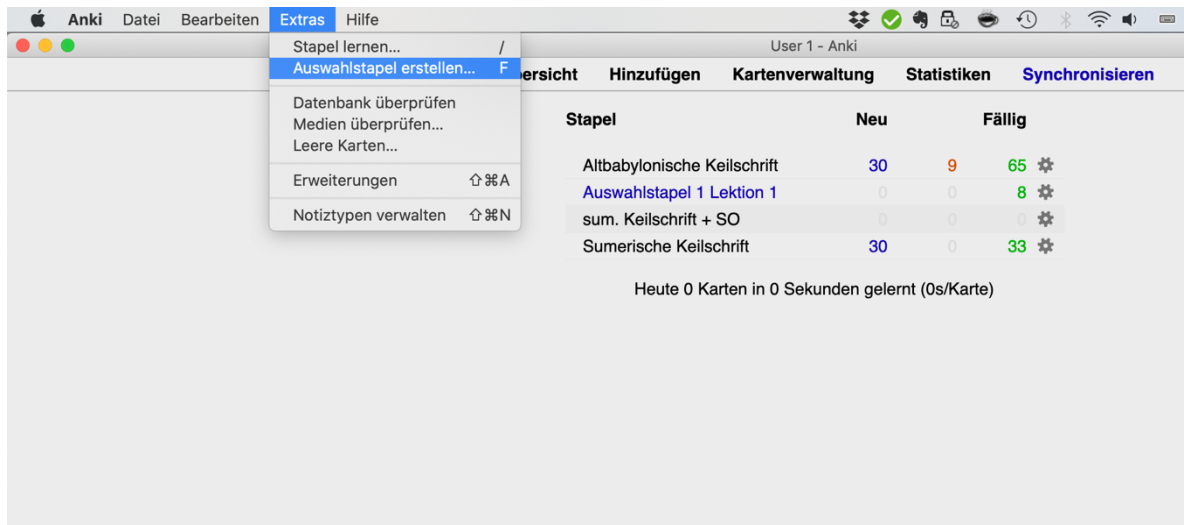 Anki Datei Bearbeiten Extras Hilfe
User 1 - Anki
Stapel lernen... /
Auswahlstapel erstellen... F
Datenbank überprüfen
Medien überprüfen...
Leere Karten...
Erweiterungen ⇧⌘A
Notiztypen verwalten ⇧⌘N
ersicht Hinzufügen Kartenverwaltung Statistiken Synchronisieren
Stapel Neu Fällig
Altbabylonische Keilschrift 30 9 65
Auswahlstapel 1 Lektion 1 0 0 8
sum. Keilschrift + SO 0 0 0
Sumerische Keilschrift 30 0 33
Heute 0 Karten in 0 Sekunden gelernt (0s/Karte)